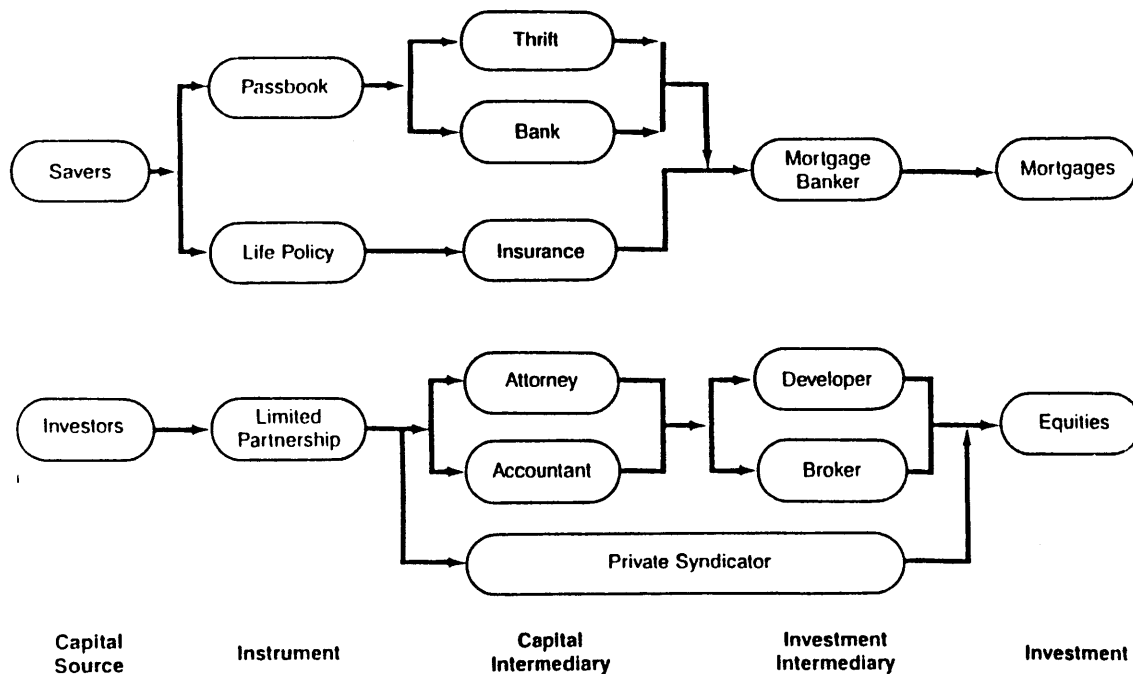 Thrift
Passbook
Bank
Savers
Mortgage
Banker
Mortgages
Life Policy
Insurance
Attorney
Developer
Investors
Limited
Partnership
Equities
Accountant
Broker
Private Syndicator
Capital
Source
Instrument
Capital
Intermediary
Investment
Intermediary
Investment